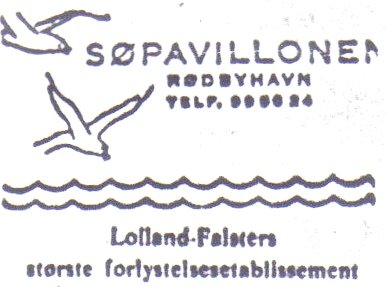 SØPAVILLONEN
RØDBYHAVN
TELF.
Lolland-Falsters
største forlystelsesetablissement